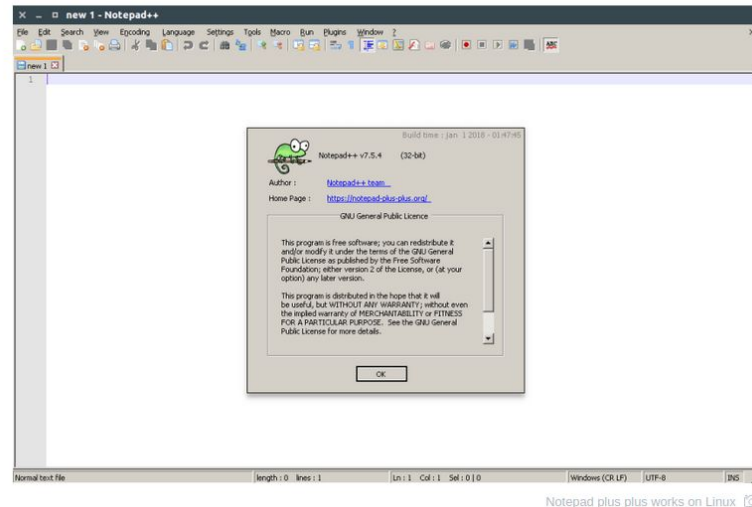 new 1 - Notepad++
File Edit Search View Encoding Language Settings Tools Macro Run Plugins Window ?
new 1
1
Build time : Jan 1 2018 - 01:47:46
Notepad++ v7.5.4 (32-bit)
Author : Notepad++ team
Home Page : https://notepad-plus-plus.org/
GNU General Public Licence
This program is free software; you can redistribute it
and/or modify it under the terms of the GNU General
Public License as published by the Free Software
Foundation; either version 2 of the License, or (at your
option) any later version.
This program is distributed in the hope that it will
be useful, but WITHOUT ANY WARRANTY; without even
the implied warranty of MERCHANTABILITY or FITNESS
FOR A PARTICULAR PURPOSE. See the GNU General
Public License for more details.
OK
Normal text file length : 0 lines : 1 Ln : 1 Col : 1 Sel : 0 | 0 Windows (CR LF) UTF-8 INS
Notepad plus plus works on Linux